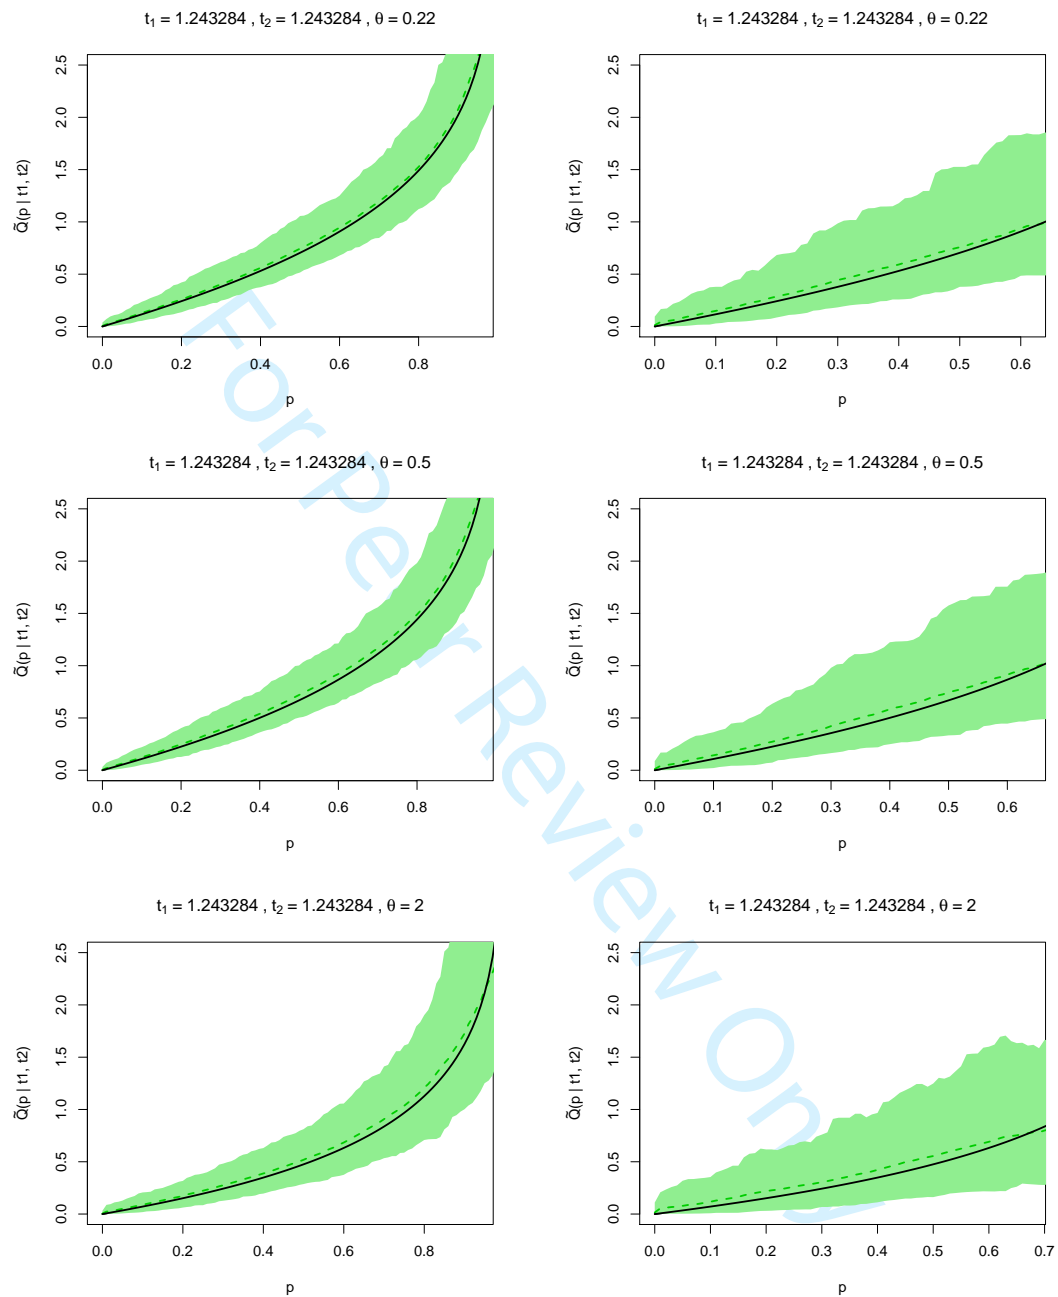 t₁ = 1.243284 , t₂ = 1.243284 , θ = 0.22
t₁ = 1.243284 , t₂ = 1.243284 , θ = 0.22
Q̃(p | t1, t2)
0.0 0.5 1.0 1.5 2.0 2.5
0.0 0.2 0.4 0.6 0.8
p
Q̃(p | t1, t2)
0.0 0.5 1.0 1.5 2.0 2.5
0.0 0.1 0.2 0.3 0.4 0.5 0.6
p
t₁ = 1.243284 , t₂ = 1.243284 , θ = 0.5
t₁ = 1.243284 , t₂ = 1.243284 , θ = 0.5
Q̃(p | t1, t2)
0.0 0.5 1.0 1.5 2.0 2.5
0.0 0.2 0.4 0.6 0.8
p
Q̃(p | t1, t2)
0.0 0.5 1.0 1.5 2.0 2.5
0.0 0.1 0.2 0.3 0.4 0.5 0.6
p
t₁ = 1.243284 , t₂ = 1.243284 , θ = 2
t₁ = 1.243284 , t₂ = 1.243284 , θ = 2
Q̃(p | t1, t2)
0.0 0.5 1.0 1.5 2.0 2.5
0.0 0.2 0.4 0.6 0.8
p
Q̃(p | t1, t2)
0.0 0.5 1.0 1.5 2.0 2.5
0.0 0.1 0.2 0.3 0.4 0.5 0.6 0.7
p
For Peer Review Only